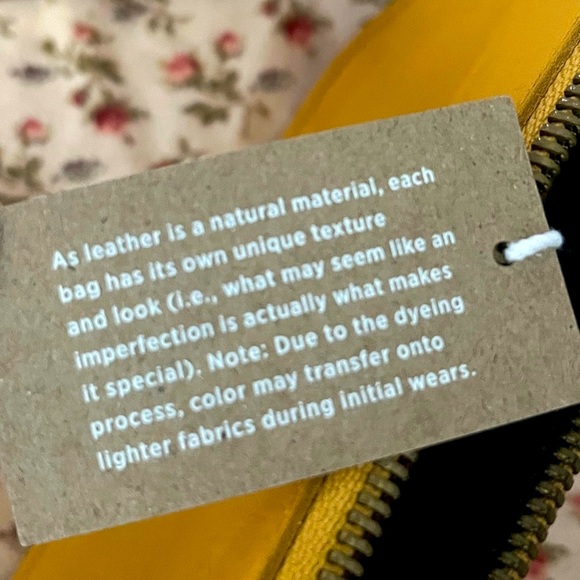 As leather is a natural material, each
bag has its own unique texture
and look (i.e., what may seem like an
imperfection is actually what makes
it special). Note: Due to the dyeing
process, color may transfer onto
lighter fabrics during initial wears.